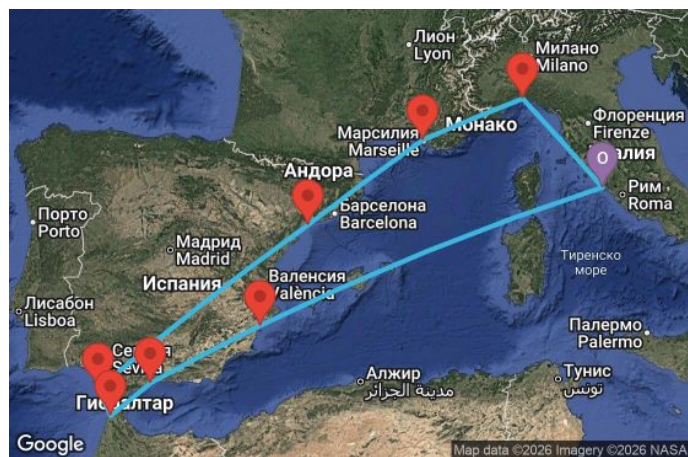 Лион
Lyon
Милано
Milano
Марсилия
Marseille
Монако
Флоренция
Firenze
Андора
Рим
Roma
Порто
Porto
Барселона
Barcelona
Мадрид
Madrid
Тиренско
море
Испания
Валенсия
València
Лисабон
Lisboa
Палермо
Palermo
Гибралтар
Алжир
مدينة الجزائر
Тунис
تونس
Google
Map data ©2026 Imagery ©2026 NASA